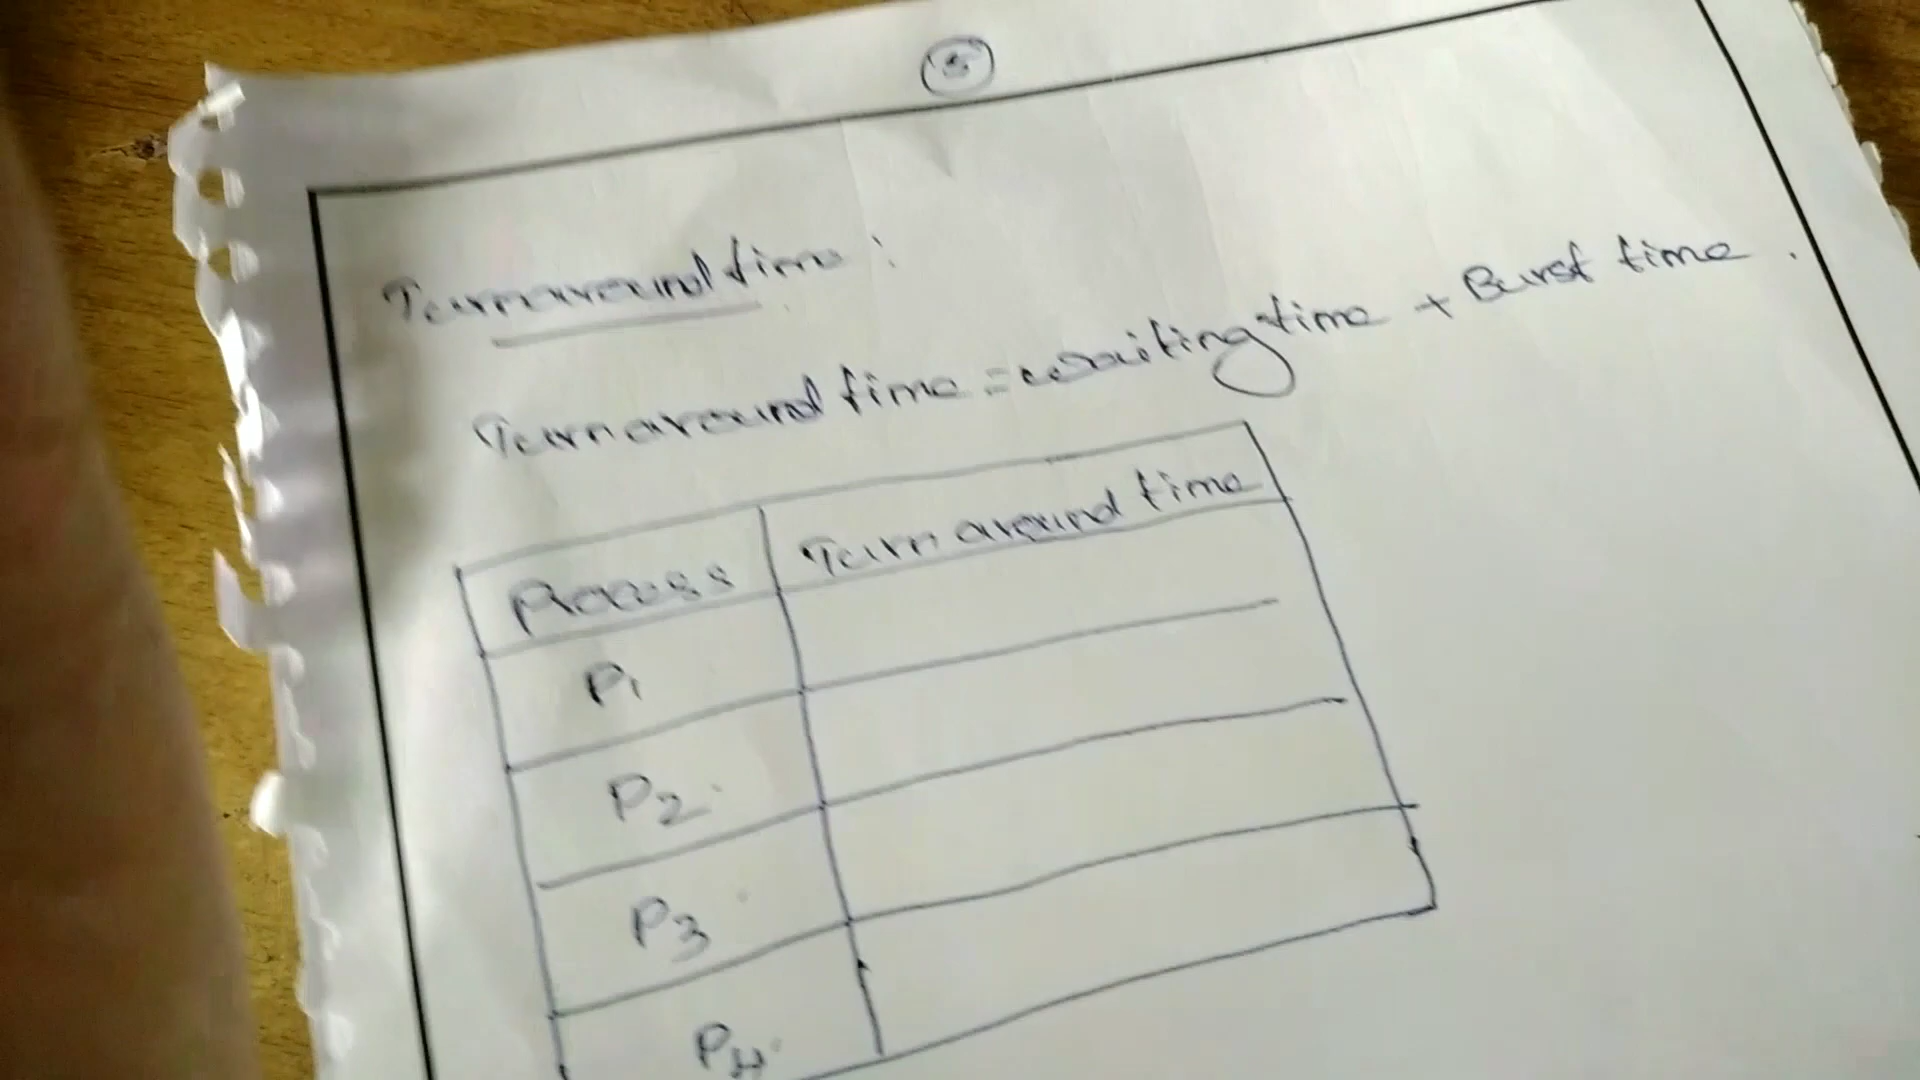 5
Turnaround time :
Turnaround time = waiting time + Burst time .
Process Turn around time
P1
P2
P3
P4